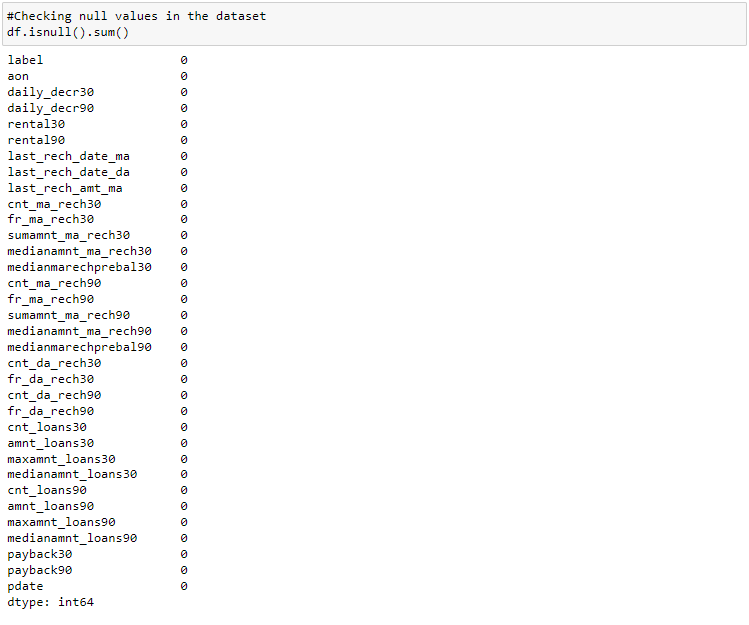 #Checking null values in the dataset
df.isnull().sum()
label 0
aon 0
daily_decr30 0
daily_decr90 0
rental30 0
rental90 0
last_rech_date_ma 0
last_rech_date_da 0
last_rech_amt_ma 0
cnt_ma_rech30 0
fr_ma_rech30 0
sumamnt_ma_rech30 0
medianamnt_ma_rech30 0
medianmarechprebal30 0
cnt_ma_rech90 0
fr_ma_rech90 0
sumamnt_ma_rech90 0
medianamnt_ma_rech90 0
medianmarechprebal90 0
cnt_da_rech30 0
fr_da_rech30 0
cnt_da_rech90 0
fr_da_rech90 0
cnt_loans30 0
amnt_loans30 0
maxamnt_loans30 0
medianamnt_loans30 0
cnt_loans90 0
amnt_loans90 0
maxamnt_loans90 0
medianamnt_loans90 0
payback30 0
payback90 0
pdate 0
dtype: int64